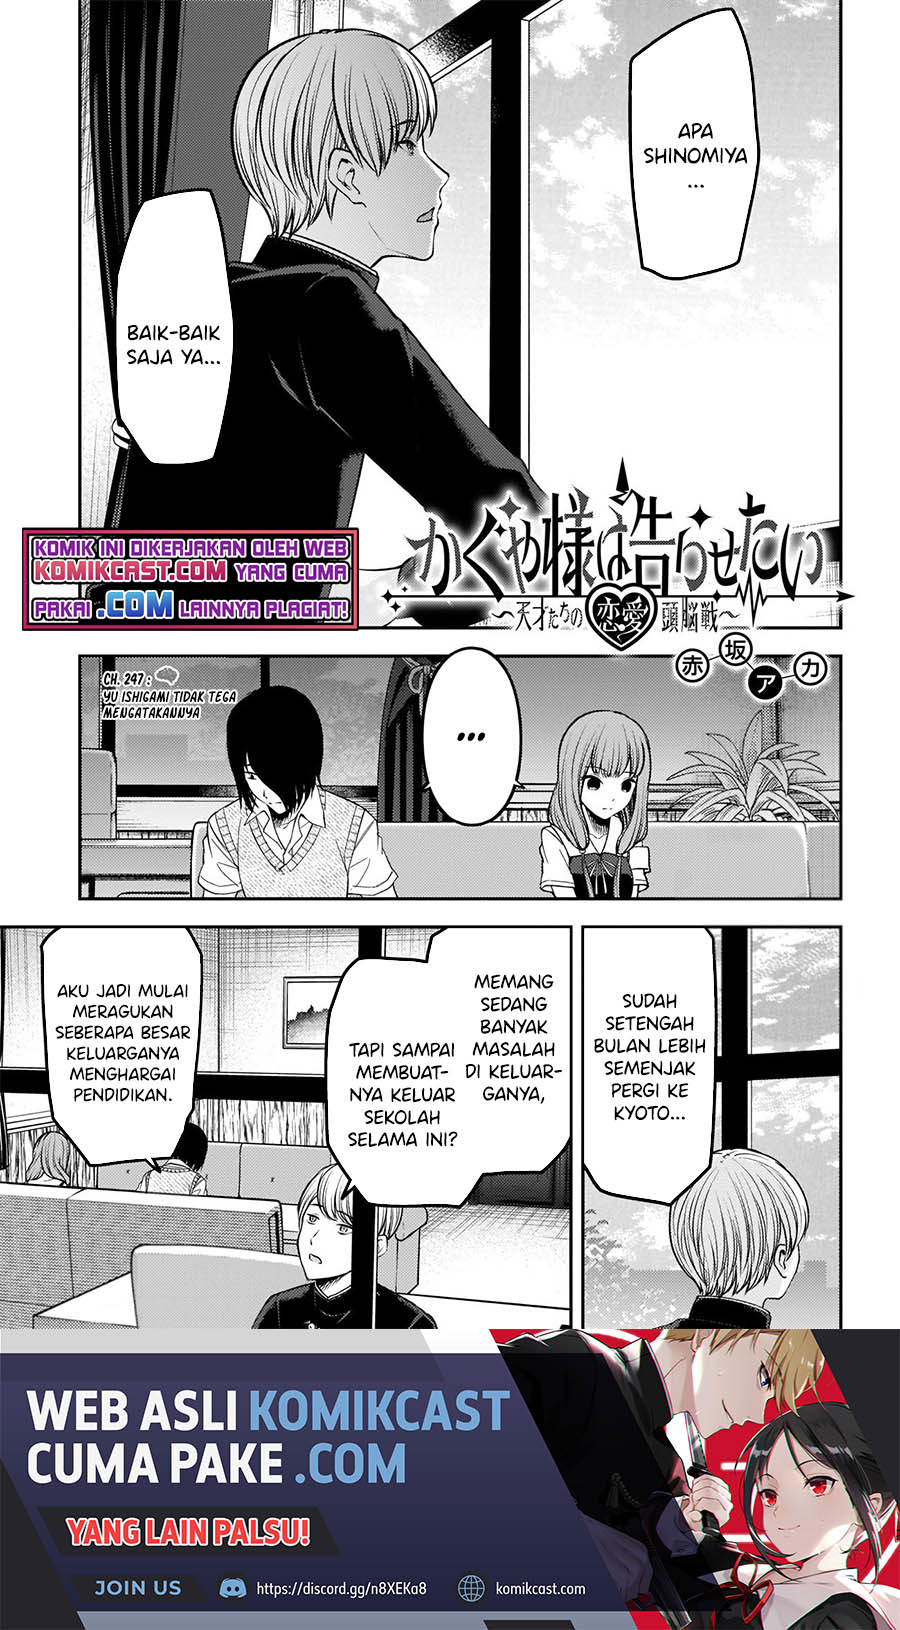 APA
SHINOMIYA
...
BAIK-BAIK
SAJA YA...
かぐや様は告らせたい
～天才たちの恋愛頭脳戦～
赤坂アカ
KOMIK INI DIKERJAKAN OLEH WEB
KOMIKCAST.COM YANG CUMA
PAKAI .COM LAINNYA PLAGIAT!
CH. 247 :
YU ISHIGAMI TIDAK TEGA
MENGATAKANNYA
...
SUDAH
SETENGAH
BULAN LEBIH
SEMENJAK
PERGI KE
KYOTO...
MEMANG
SEDANG
BANYAK
MASALAH
DI KELUAR-
GANYA,
TAPI SAMPAI
MEMBUAT-
NYA KELUAR
SEKOLAH
SELAMA INI?
AKU JADI MULAI
MERAGUKAN
SEBERAPA BESAR
KELUARGANYA
MENGHARGAI
PENDIDIKAN.
WEB ASLI KOMIKCAST
CUMA PAKE .COM
YANG LAIN PALSU!
JOIN US
https://discord.gg/n8XEKa8
komikcast.com